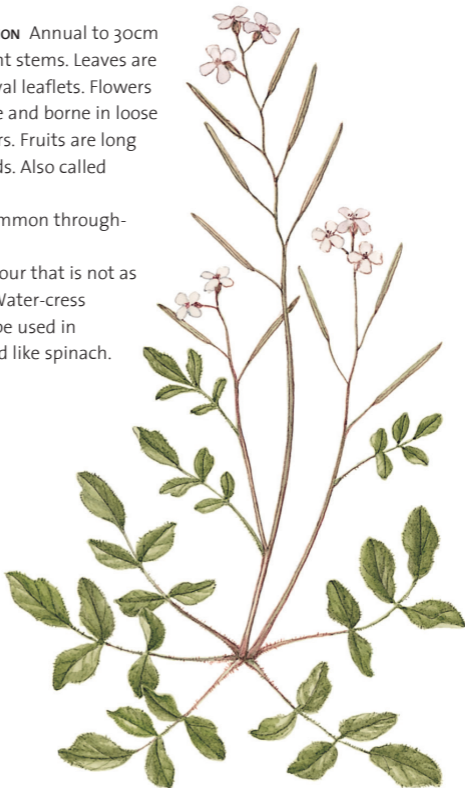 ON Annual to 30cm
nt stems. Leaves are
val leaflets. Flowers
e and borne in loose
rs. Fruits are long
ds. Also called
mmon through-
our that is not as
Water-cress
be used in
d like spinach.